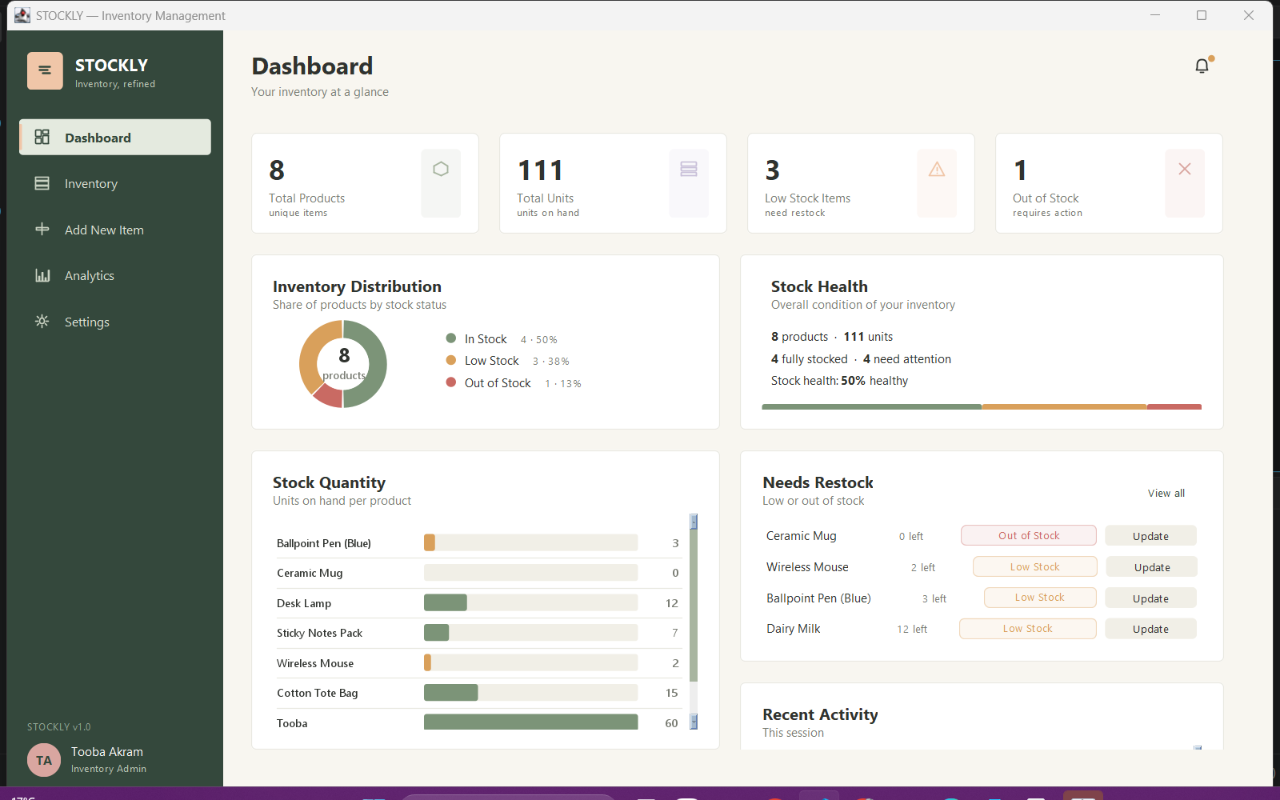 STOCKLY — Inventory Management
STOCKLY
Inventory, refined
Dashboard
Inventory
Add New Item
Analytics
Settings
STOCKLY v1.0
TA
Tooba Akram
Inventory Admin
Dashboard
Your inventory at a glance
8
Total Products
unique items
111
Total Units
units on hand
3
Low Stock Items
need restock
1
Out of Stock
requires action
Inventory Distribution
Share of products by stock status
8
products
In Stock 4 · 50%
Low Stock 3 · 38%
Out of Stock 1 · 13%
Stock Health
Overall condition of your inventory
8 products · 111 units
4 fully stocked · 4 need attention
Stock health: 50% healthy
Stock Quantity
Units on hand per product
Ballpoint Pen (Blue) 3
Ceramic Mug 0
Desk Lamp 12
Sticky Notes Pack 7
Wireless Mouse 2
Cotton Tote Bag 15
Tooba 60
Needs Restock
Low or out of stock
View all
Ceramic Mug 0 left Out of Stock Update
Wireless Mouse 2 left Low Stock Update
Ballpoint Pen (Blue) 3 left Low Stock Update
Dairy Milk 12 left Low Stock Update
Recent Activity
This session